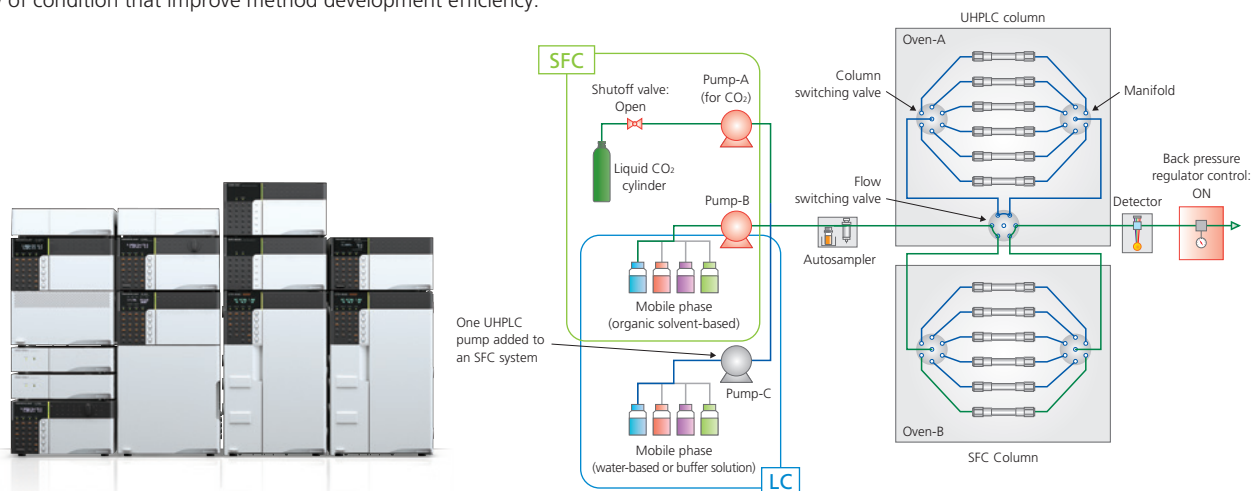 of condition that improve method development efficiency.
SFC
Shutoff valve:
Open
Pump-A
(for CO₂)
Liquid CO₂
cylinder
Pump-B
Mobile phase
(organic solvent-based)
One UHPLC
pump added to
an SFC system
Pump-C
Mobile phase
(water-based or buffer solution)
LC
Autosampler
UHPLC column
Oven-A
Column
switching valve
Manifold
Flow
switching valve
Detector
Back pressure
regulator control:
ON
Oven-B
SFC Column